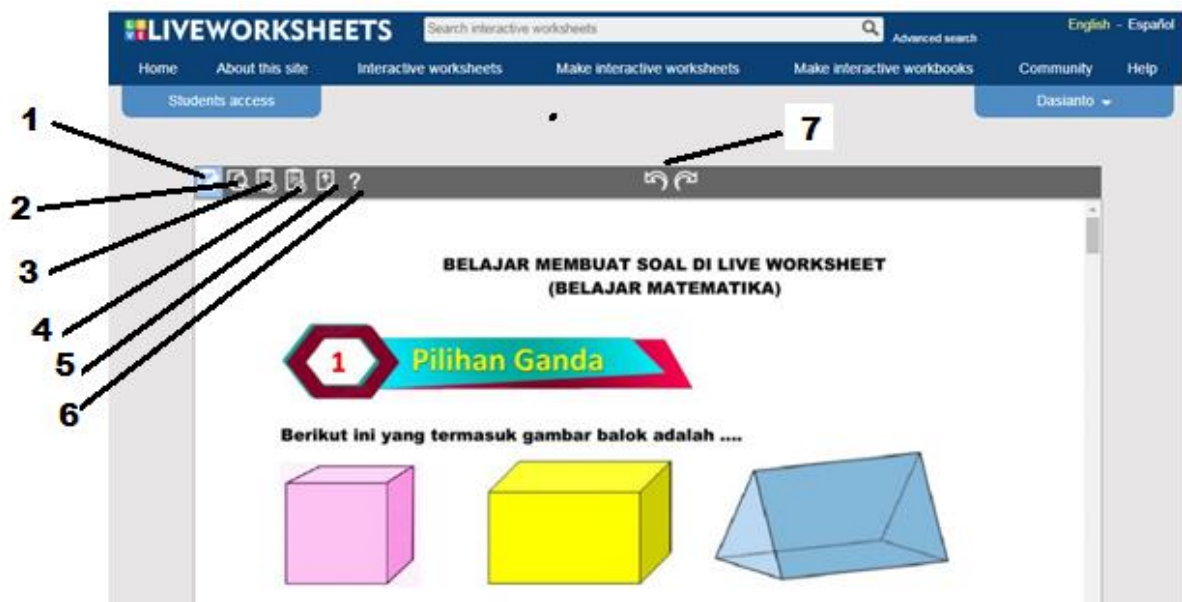 LIVEWORKSHEETS
Search interactive worksheets
Advanced search
English - Español
Home About this site Interactive worksheets Make interactive worksheets Make interactive workbooks Community Help
Students access
Dasianto
1
7
?
2
3
BELAJAR MEMBUAT SOAL DI LIVE WORKSHEET
(BELAJAR MATEMATIKA)
4
5
1 Pilihan Ganda
6
Berikut ini yang termasuk gambar balok adalah ....